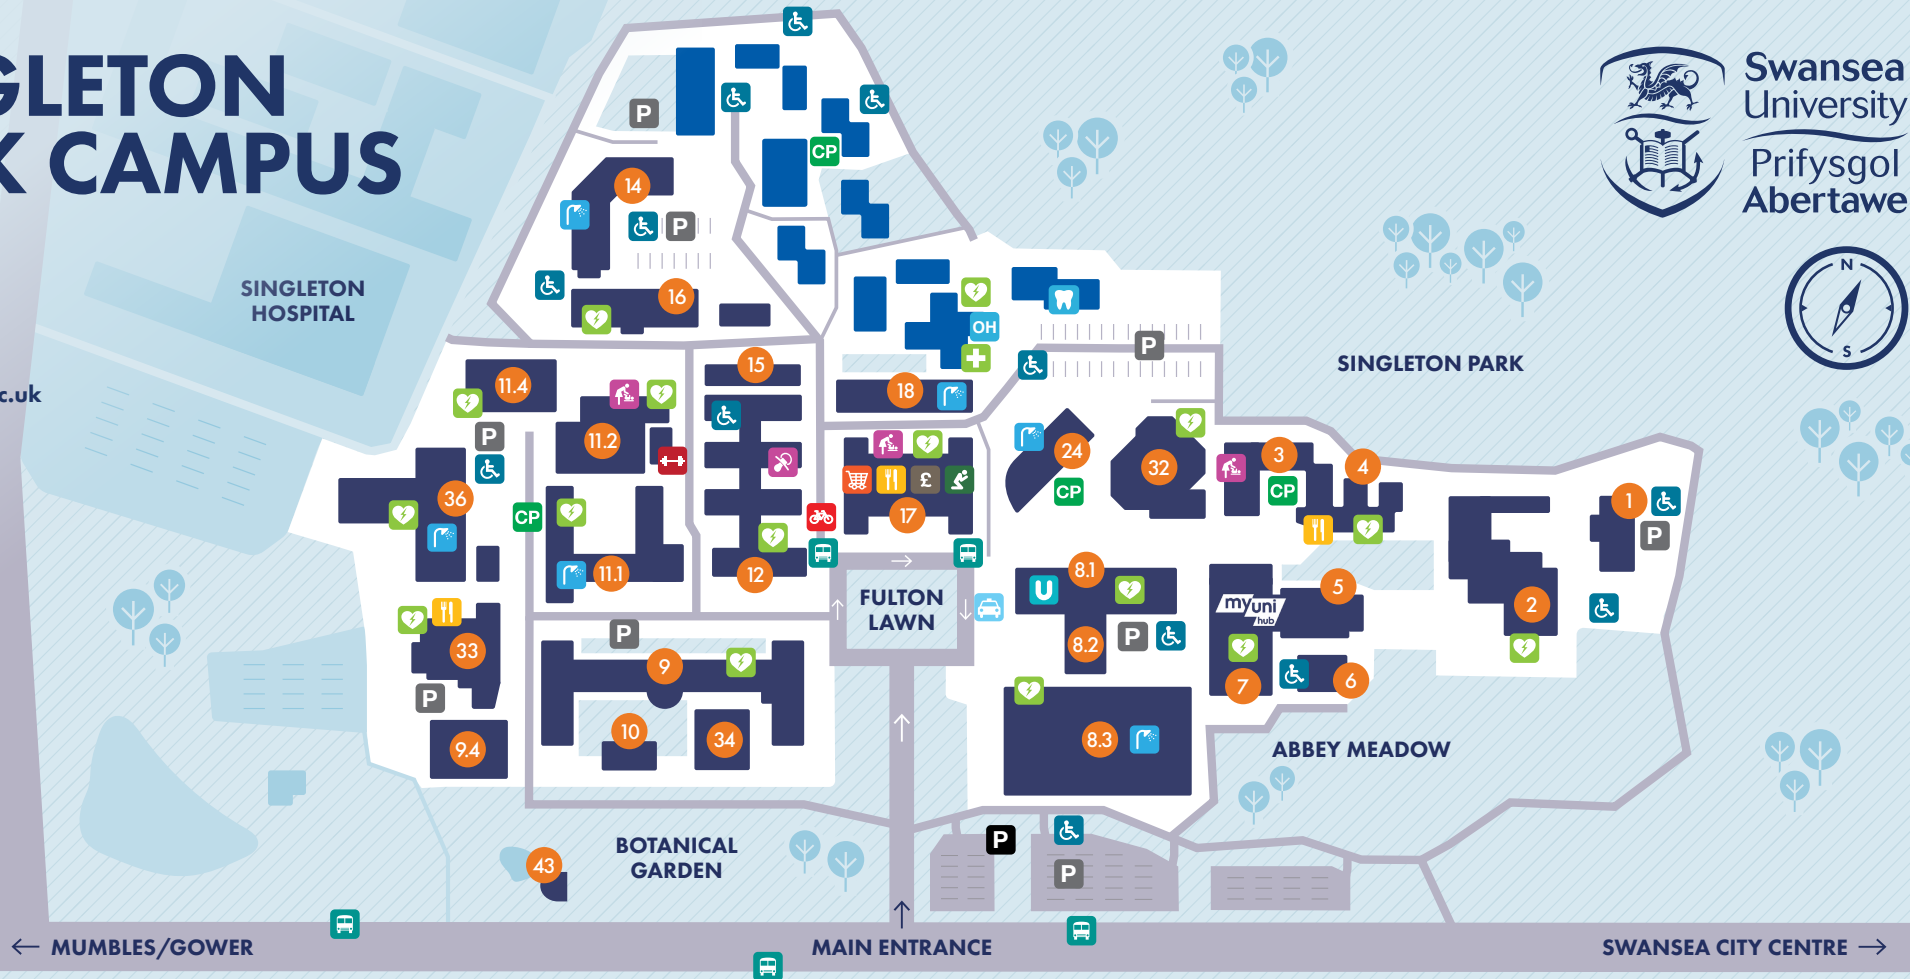 GLETON
K CAMPUS
c.uk
Swansea
University
Prifysgol
Abertawe
N
S
SINGLETON
HOSPITAL
SINGLETON PARK
P
CP
14
P
16
OH
P
15
18
11.4
11.2
P
36
CP
11.1
12
£
17
24
CP
32
3
CP
4
1
P
2
5
myuni
hub
6
7
8.1
U
8.2
P
8.3
FULTON
LAWN
33
P
9.4
P
9
10
34
ABBEY MEADOW
BOTANICAL
GARDEN
43
P
P
← MUMBLES/GOWER
MAIN ENTRANCE
SWANSEA CITY CENTRE →